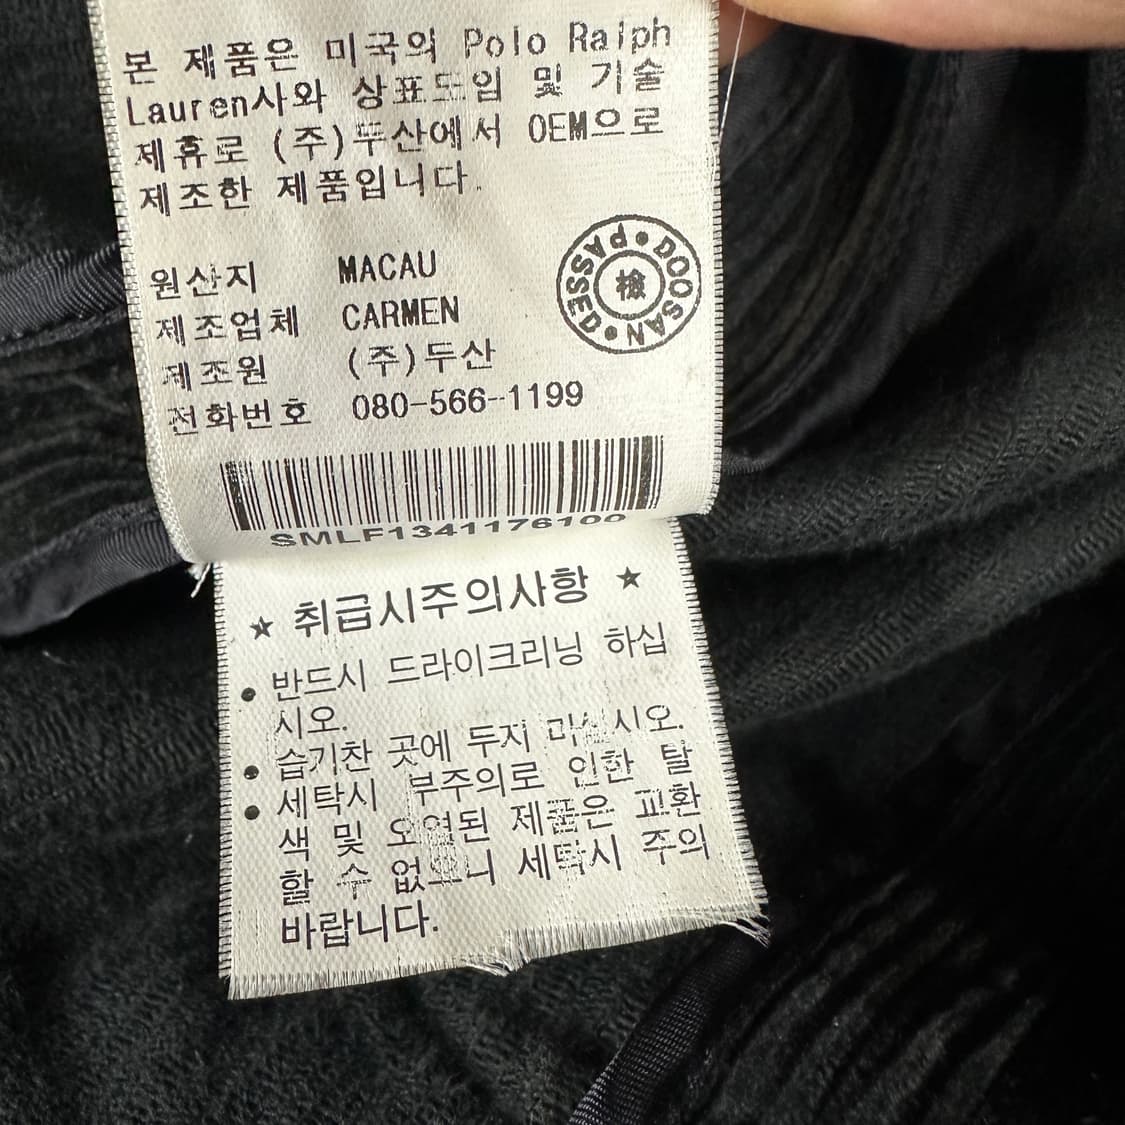 본 제품은 미국의 Polo Ralph
Lauren사와 상표도입 및 기술
제휴로 (주)두산에서 OEM으로
제조한 제품입니다.
원산지 MACAU
제조업체 CARMEN
제조원 (주)두산
전화번호 080-566-1199
DOOSAN • PASSED •
檢
SMLF1341176100
★ 취급시주의사항 ★
• 반드시 드라이크리닝 하십
시오.
• 습기찬 곳에 두지 마십시오.
• 세탁시 부주의로 인한 탈
색 및 오염된 제품은 교환
할 수 없으니 세탁시 주의
바랍니다.